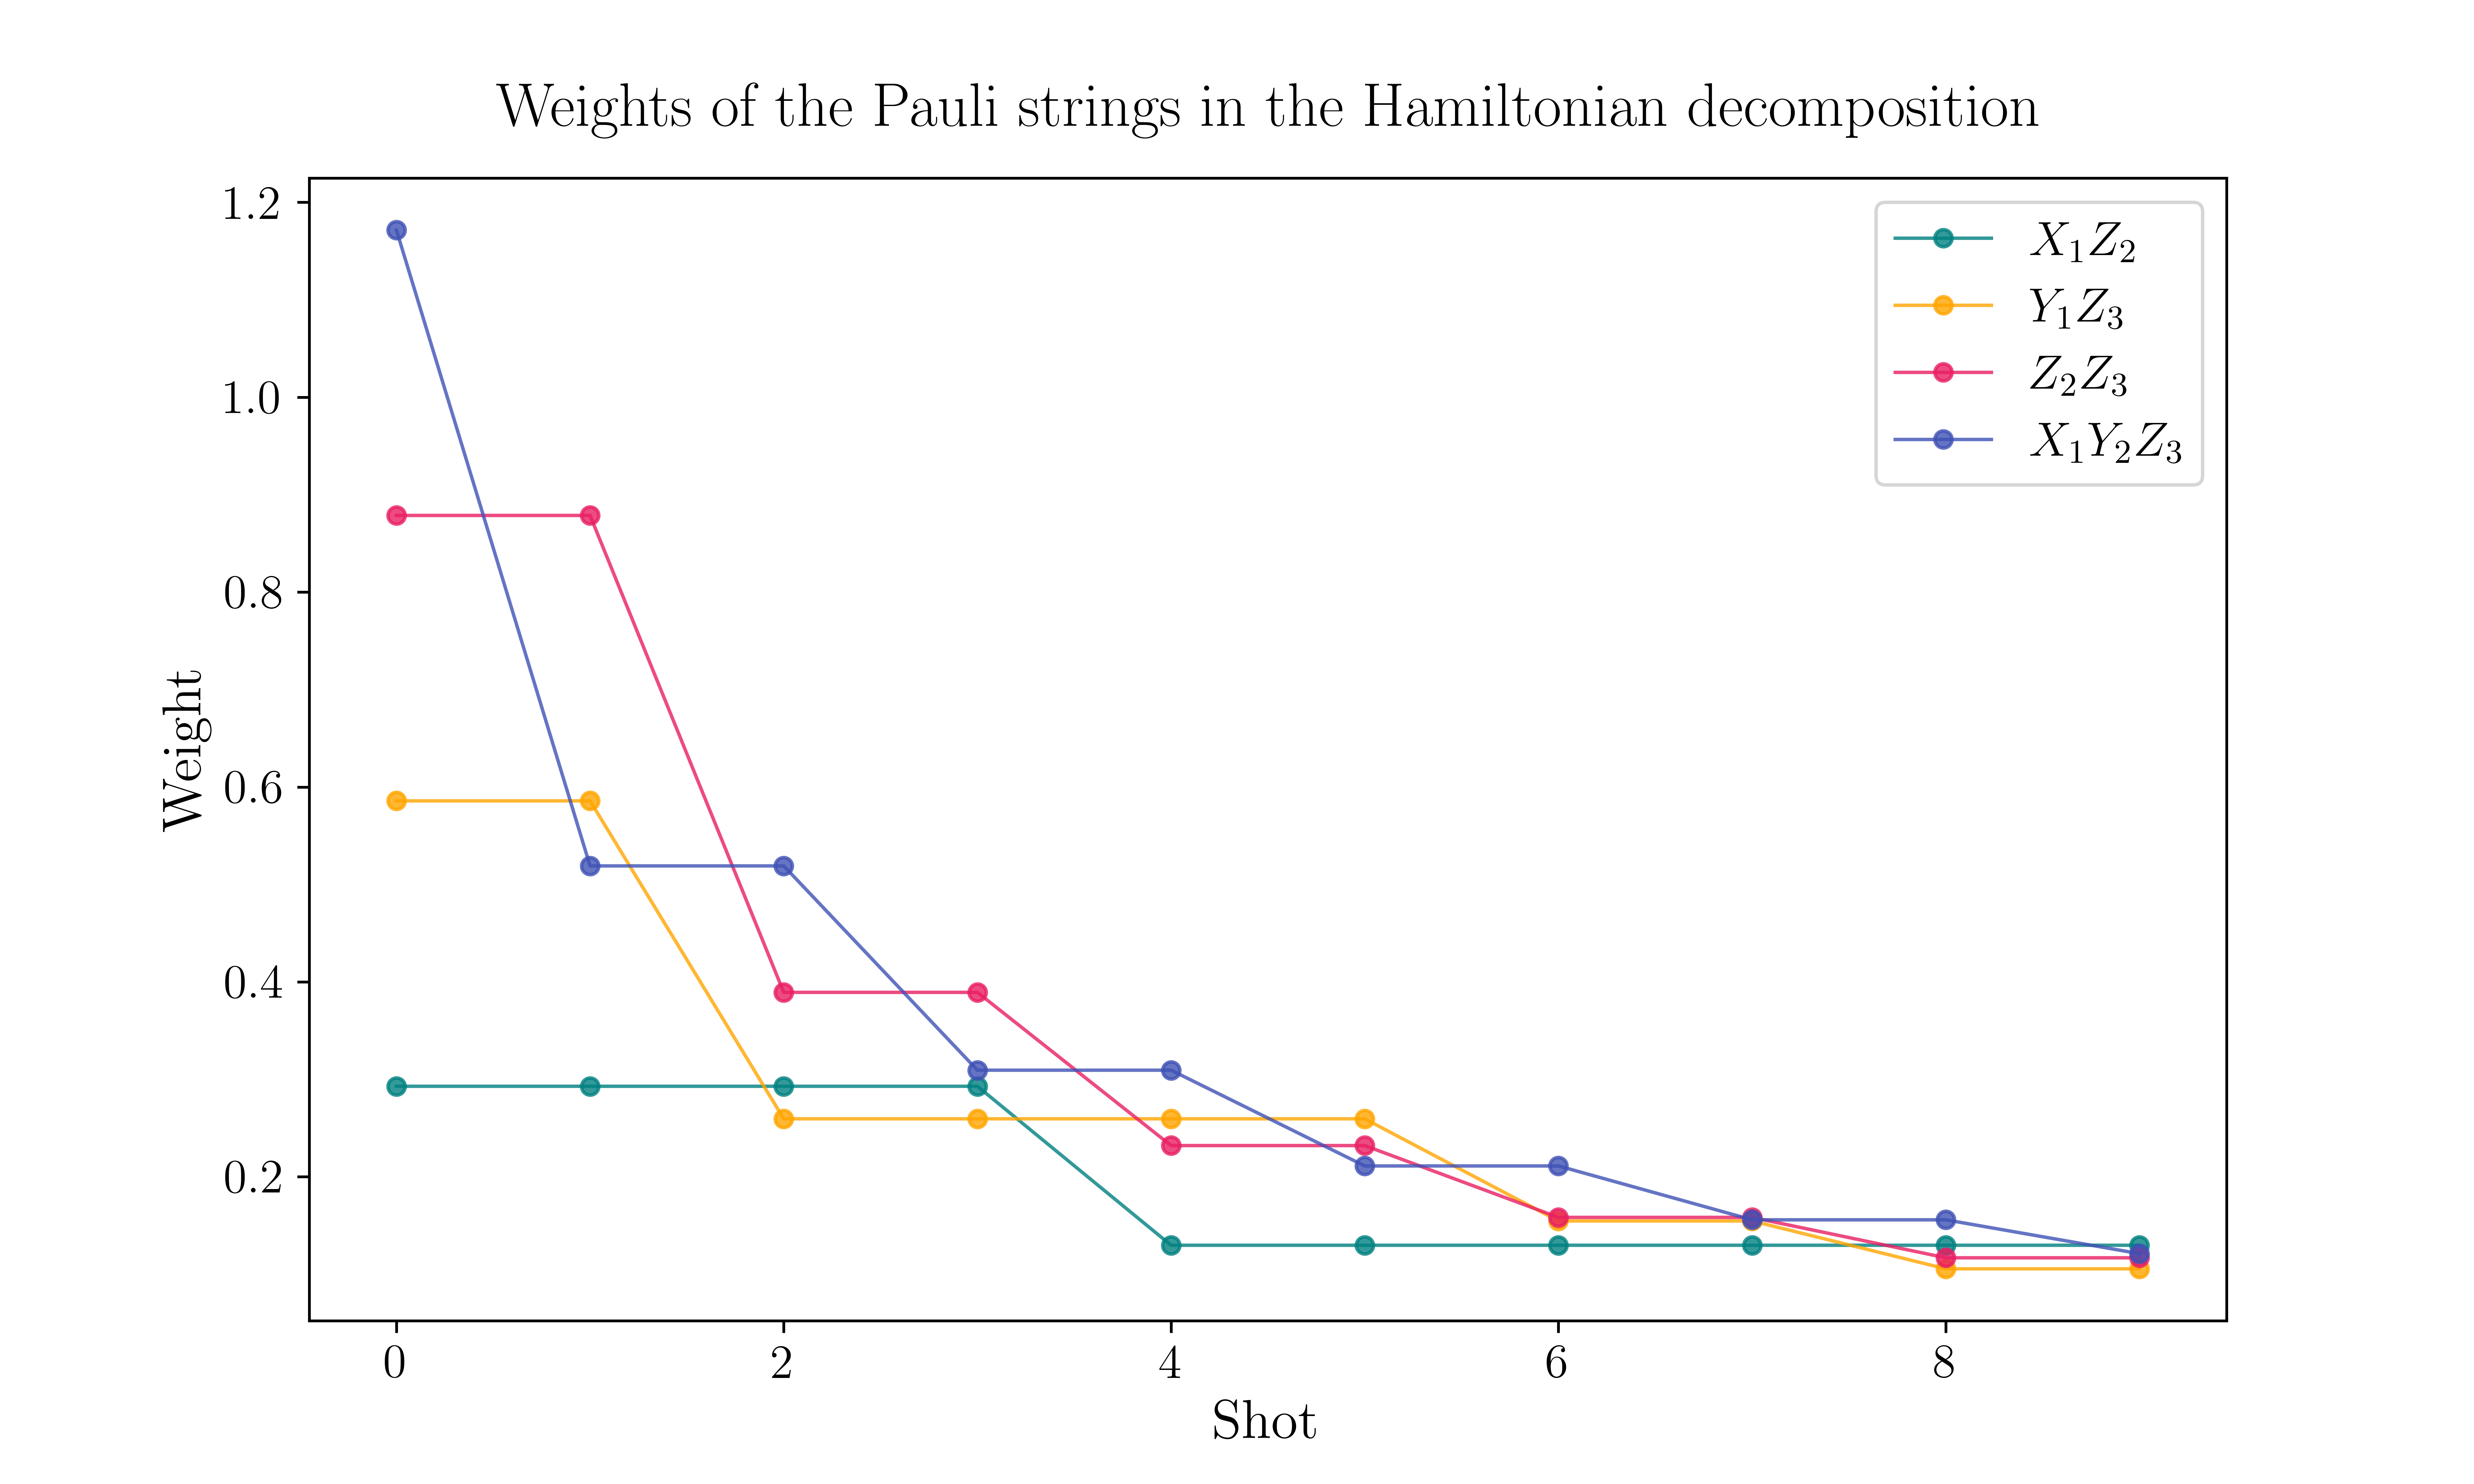 Weights of the Pauli strings in the Hamiltonian decomposition
1.2
1.0
0.8
0.6
0.4
0.2
Weight
X₁Z₂
Y₁Z₃
Z₂Z₃
X₁Y₂Z₃
0 2 4 6 8
Shot